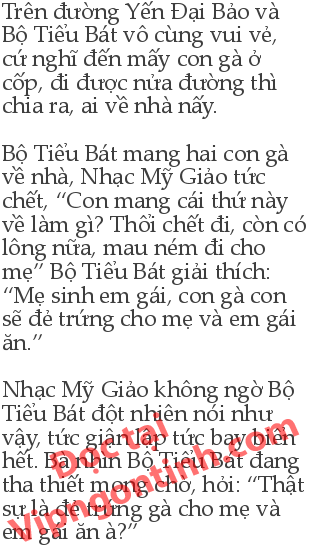 Trên đường Yến Đại Bảo và
Bộ Tiểu Bát vô cùng vui vẻ,
cứ nghĩ đến mấy con gà ở
cốp, đi được nửa đường thì
chia ra, ai về nhà nấy.

Bộ Tiểu Bát mang hai con gà
về nhà, Nhạc Mỹ Giảo tức
chết, “Con mang cái thứ này
về làm gì? Thối chết đi, còn có
lông nữa, mau ném đi cho
mẹ” Bộ Tiểu Bát giải thích:
“Mẹ sinh em gái, con gà con
sẽ đẻ trứng cho mẹ và em gái
ăn.”

Nhạc Mỹ Giảo không ngờ Bộ
Tiểu Bát đột nhiên nói như
vậy, tức giận lập tức bay biến
hết. Bà nhìn Bộ Tiểu Bát đang
tha thiết mong chờ, hỏi: “Thật
sự là đẻ trứng gà cho mẹ và
em gái ăn à?”
Đọc tại
Vipngontinh.com